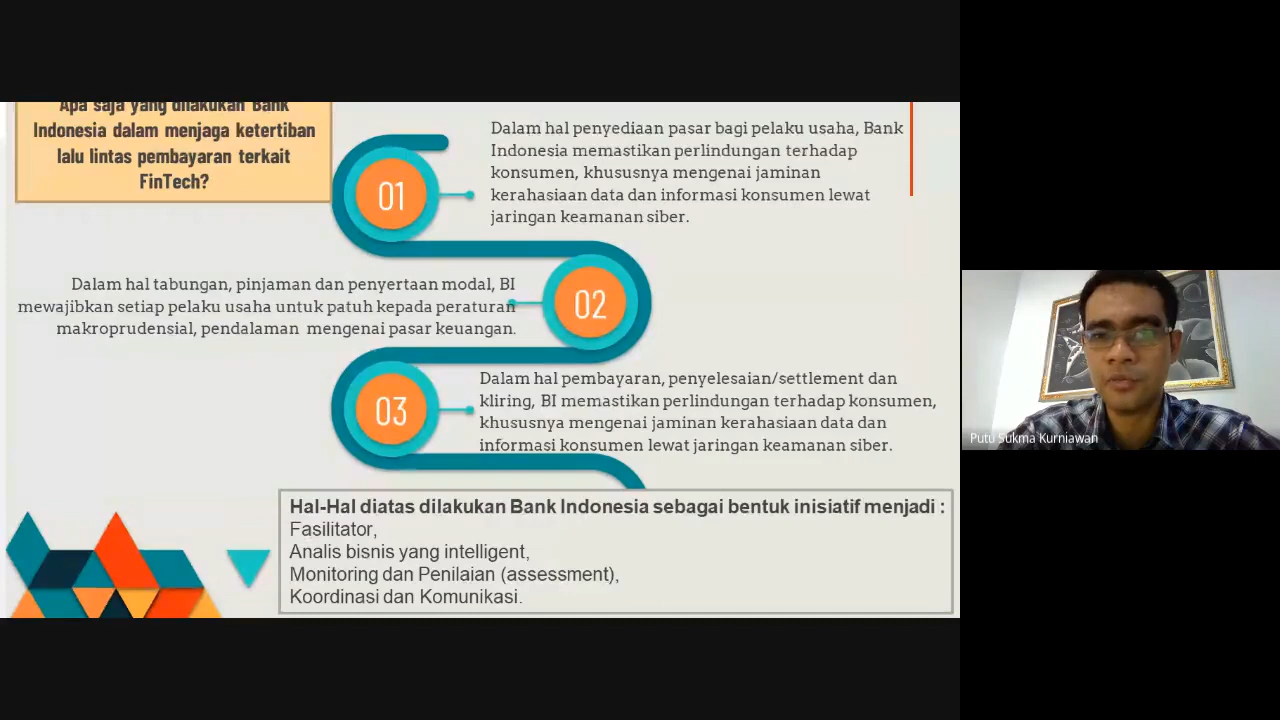 Apa saja yang dilakukan Bank
Indonesia dalam menjaga ketertiban
lalu lintas pembayaran terkait
FinTech?
01
Dalam hal penyediaan pasar bagi pelaku usaha, Bank
Indonesia memastikan perlindungan terhadap
konsumen, khususnya mengenai jaminan
kerahasiaan data dan informasi konsumen lewat
jaringan keamanan siber.
Dalam hal tabungan, pinjaman dan penyertaan modal, BI
mewajibkan setiap pelaku usaha untuk patuh kepada peraturan
makroprudensial, pendalaman mengenai pasar keuangan.
02
03
Dalam hal pembayaran, penyelesaian/settlement dan
kliring, BI memastikan perlindungan terhadap konsumen,
khususnya mengenai jaminan kerahasiaan data dan
informasi konsumen lewat jaringan keamanan siber.
Hal-Hal diatas dilakukan Bank Indonesia sebagai bentuk inisiatif menjadi :
Fasilitator,
Analis bisnis yang intelligent,
Monitoring dan Penilaian (assessment),
Koordinasi dan Komunikasi.
Putu Sukma Kurniawan